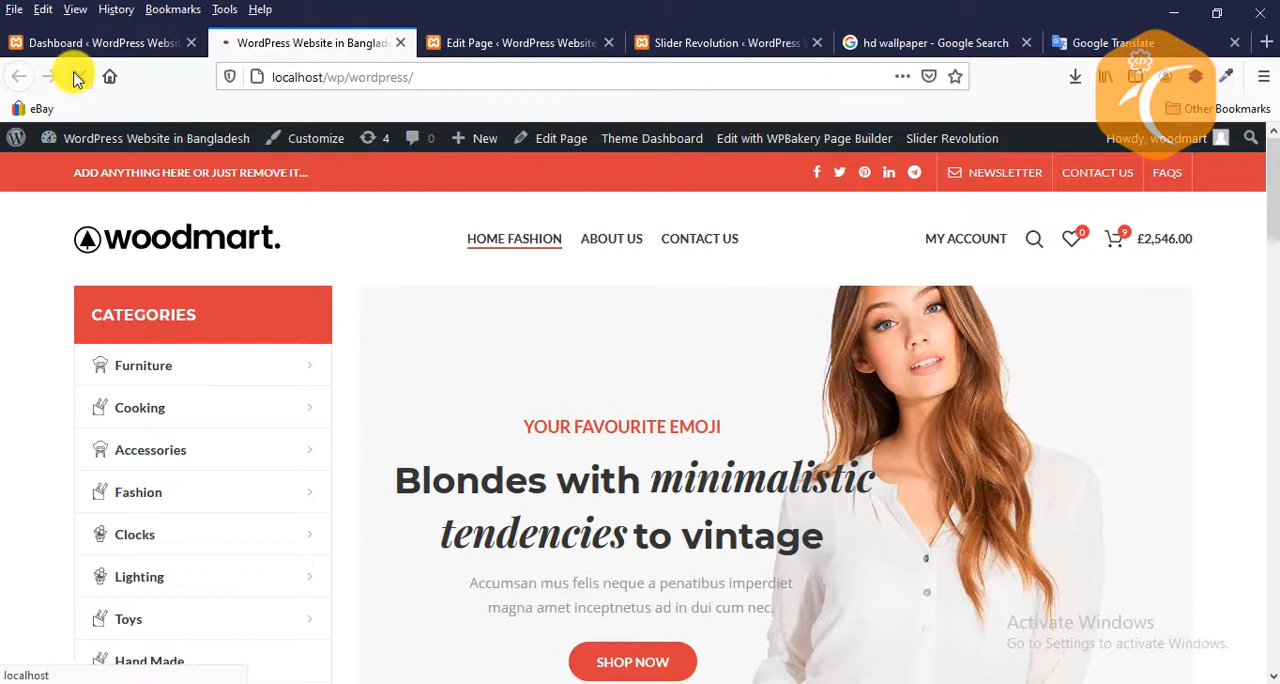 File Edit View History Bookmarks Tools Help
Dashboard ‹ WordPress Websit
WordPress Website in Banglad
Edit Page ‹ WordPress Website
Slider Revolution ‹ WordPress
hd wallpaper - Google Search
Google Translate
localhost/wp/wordpress/
eBay
Other Bookmarks
WordPress Website in Bangladesh Customize 4 0 New Edit Page Theme Dashboard Edit with WPBakery Page Builder Slider Revolution Howdy, woodmart
ADD ANYTHING HERE OR JUST REMOVE IT…
NEWSLETTER CONTACT US FAQS
woodmart.
HOME FASHION ABOUT US CONTACT US
MY ACCOUNT 0 9 £2,546.00
CATEGORIES
Furniture
Cooking
Accessories
Fashion
Clocks
Lighting
Toys
Hand Made
YOUR FAVOURITE EMOJI
Blondes with minimalistic
tendencies to vintage
Accumsan mus felis neque a penatibus imperdiet
magna amet inceptnetus ad in dui cum nec.
SHOP NOW
Activate Windows
Go to Settings to activate Windows.
localhost